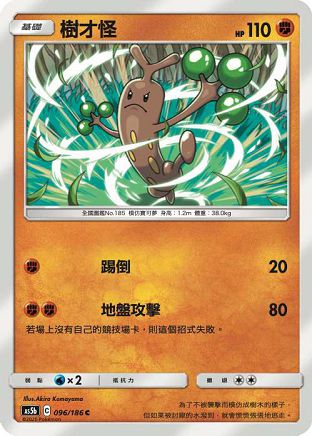 基礎 樹才怪 HP 110
全國圖鑑No.185 模仿寶可夢 身高：1.2m 體重：38.0kg
踢倒 20
地盤攻擊 80
若場上沒有自己的競技場卡，則這個招式失敗。
弱點 ×2 抵抗力 撤退
Illus.Akira Komayama
AS5b C 096/186 C
©2020 Pokémon
為了不被襲擊而模仿成樹木的樣子。
但如果被討厭的水潑到，就會慌慌張張地逃走。